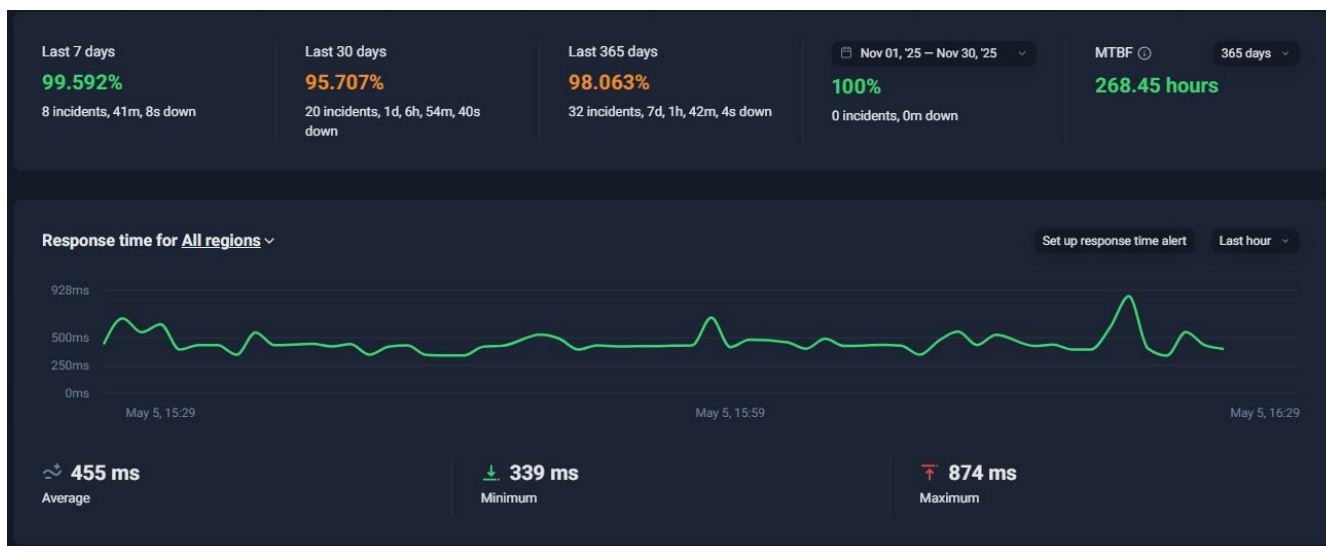 Last 7 days
99.592%
8 incidents, 41m, 8s down
Last 30 days
95.707%
20 incidents, 1d, 6h, 54m, 40s
down
Last 365 days
98.063%
32 incidents, 7d, 1h, 42m, 4s down
Nov 01, '25 – Nov 30, '25
100%
0 incidents, 0m down
MTBF
365 days
268.45 hours
Response time for All regions
Set up response time alert
Last hour
928ms
500ms
250ms
0ms
May 5, 15:29
May 5, 15:59
May 5, 16:29
455 ms
Average
339 ms
Minimum
874 ms
Maximum